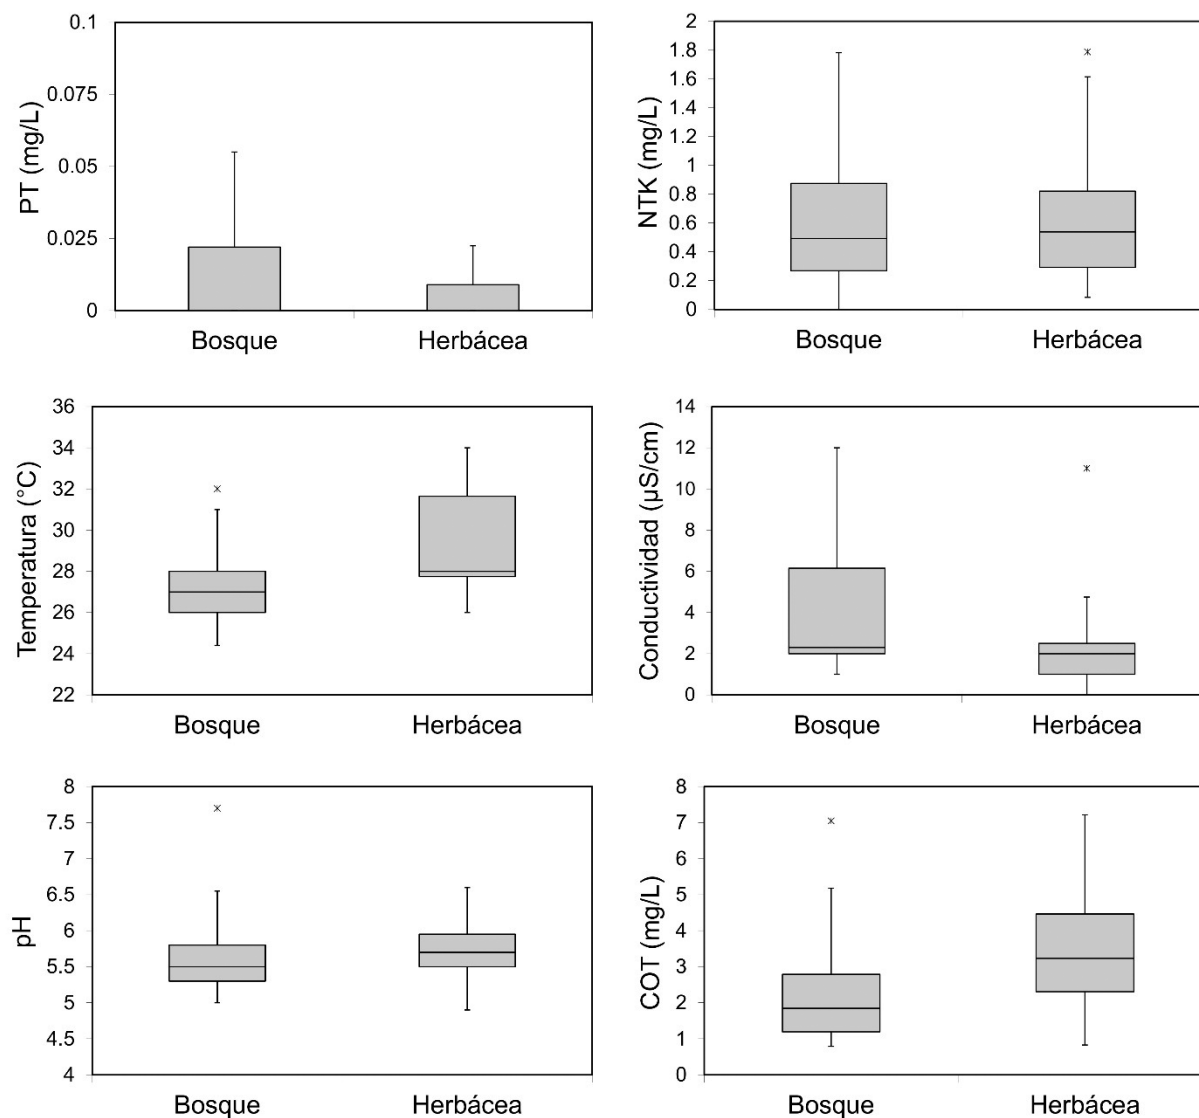 PT (mg/L)
0.1
0.075
0.05
0.025
0
Bosque
Herbácea
NTK (mg/L)
2
1.8
1.6
1.4
1.2
1
0.8
0.6
0.4
0.2
0
Bosque
Herbácea
Temperatura (°C)
36
34
32
30
28
26
24
22
Bosque
Herbácea
Conductividad (µS/cm)
14
12
10
8
6
4
2
0
Bosque
Herbácea
pH
8
7.5
7
6.5
6
5.5
5
4.5
4
Bosque
Herbácea
COT (mg/L)
8
7
6
5
4
3
2
1
0
Bosque
Herbácea